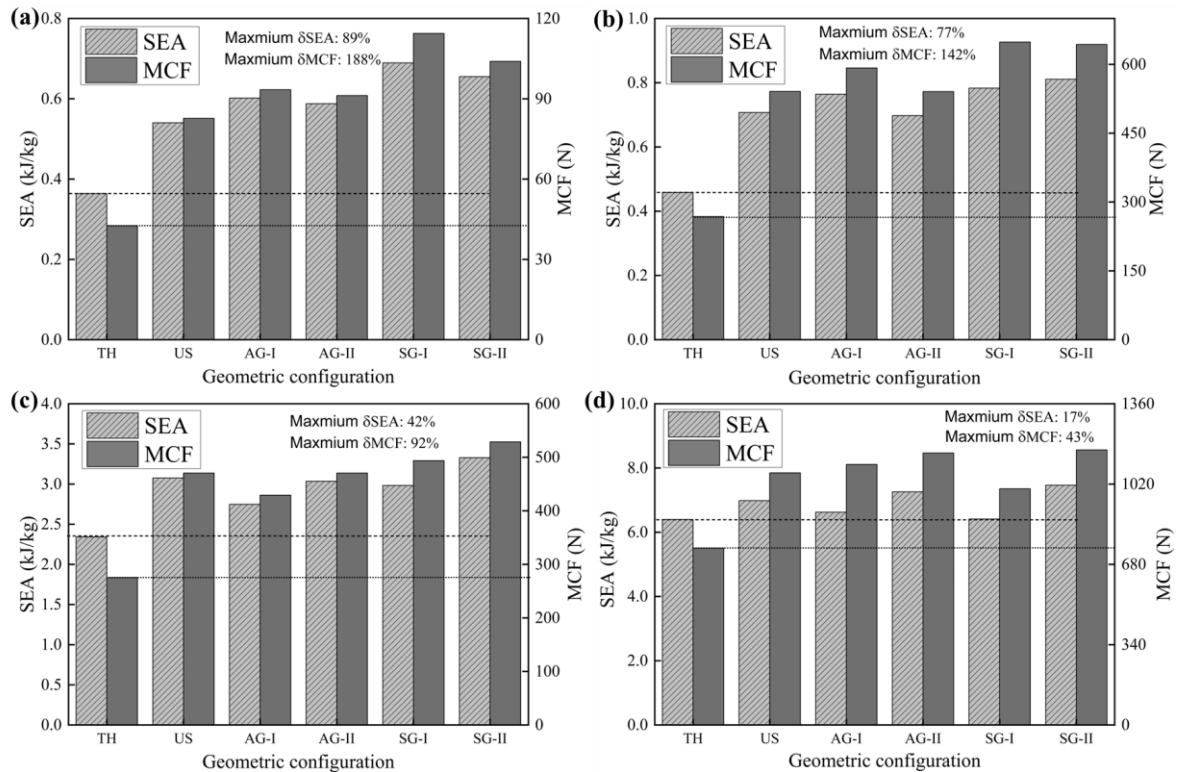 (a)
SEA
MCF
Maxmium δSEA: 89%
Maxmium δMCF: 188%
0.8
0.6
0.4
0.2
0.0
SEA (kJ/kg)
120
90
60
30
0
MCF (N)
TH US AG-I AG-II SG-I SG-II
Geometric configuration
(b)
SEA
MCF
Maxmium δSEA: 77%
Maxmium δMCF: 142%
1.0
0.8
0.6
0.4
0.2
0.0
SEA (kJ/kg)
600
450
300
150
0
MCF (N)
TH US AG-I AG-II SG-I SG-II
Geometric configuration
(c)
SEA
MCF
Maxmium δSEA: 42%
Maxmium δMCF: 92%
4.0
3.5
3.0
2.5
2.0
1.5
1.0
0.5
0.0
SEA (kJ/kg)
600
500
400
300
200
100
0
MCF (N)
TH US AG-I AG-II SG-I SG-II
Geometric configuration
(d)
SEA
MCF
Maxmium δSEA: 17%
Maxmium δMCF: 43%
10.0
8.0
6.0
4.0
2.0
0.0
SEA (kJ/kg)
1360
1020
680
340
0
MCF (N)
TH US AG-I AG-II SG-I SG-II
Geometric configuration